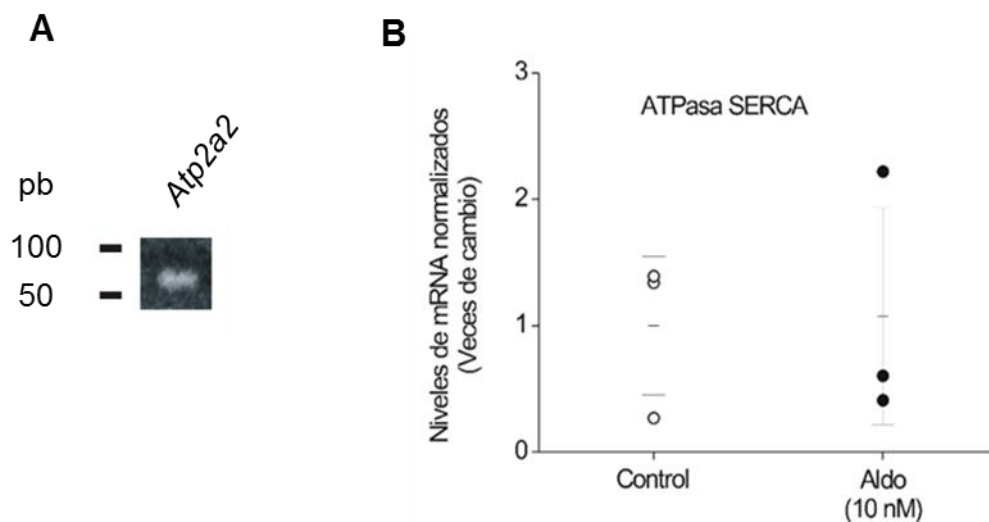 A
Atp2a2
pb
100
50
B
3
2
1
0
Niveles de mRNA normalizados
(Veces de cambio)
ATPasa SERCA
Control
Aldo
(10 nM)